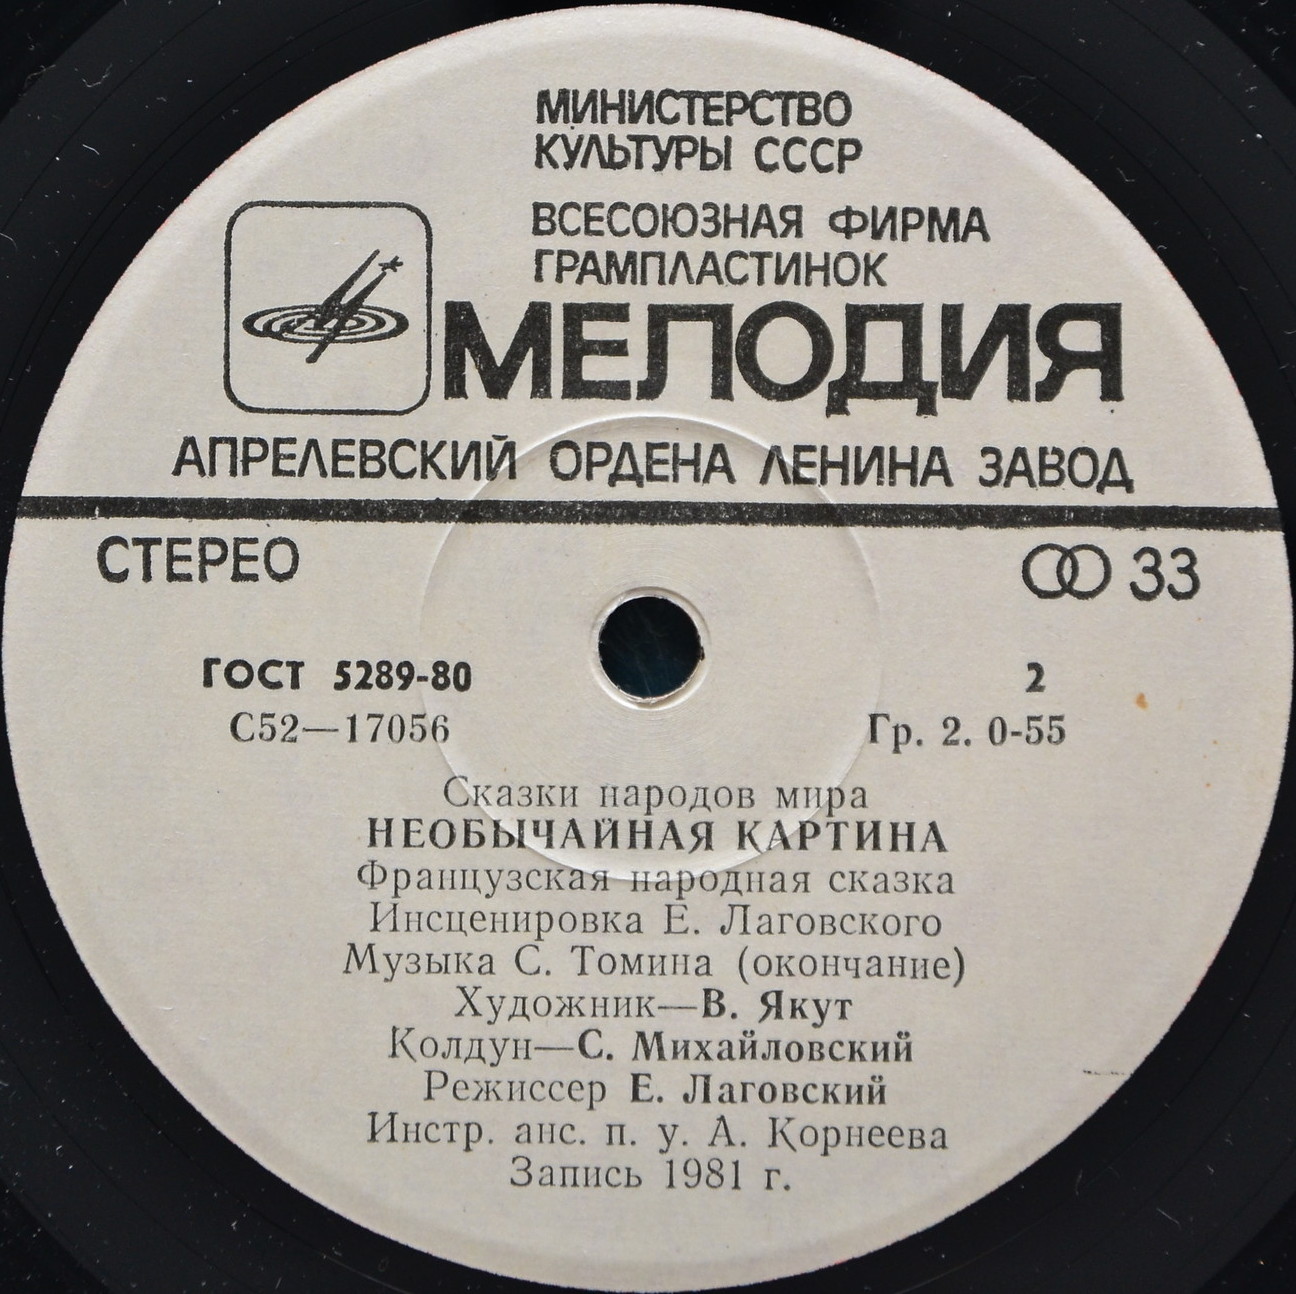 МИНИСТЕРСТВО
КУЛЬТУРЫ СССР
ВСЕСОЮЗНАЯ ФИРМА
ГРАМПЛАСТИНОК
МЕЛОДИЯ
АПРЕЛЕВСКИЙ ОРДЕНА ЛЕНИНА ЗАВОД
СТЕРЕО 33
ГОСТ 5289-80 2
С52—17056 Гр. 2. 0-55
Сказки народов мира
НЕОБЫЧАЙНАЯ КАРТИНА
Французская народная сказка
Инсценировка Е. Лаговского
Музыка С. Томина (окончание)
Художник—В. Якут
Колдун—С. Михайловский
Режиссер Е. Лаговский
Инстр. анс. п. у. А. Корнеева
Запись 1981 г.